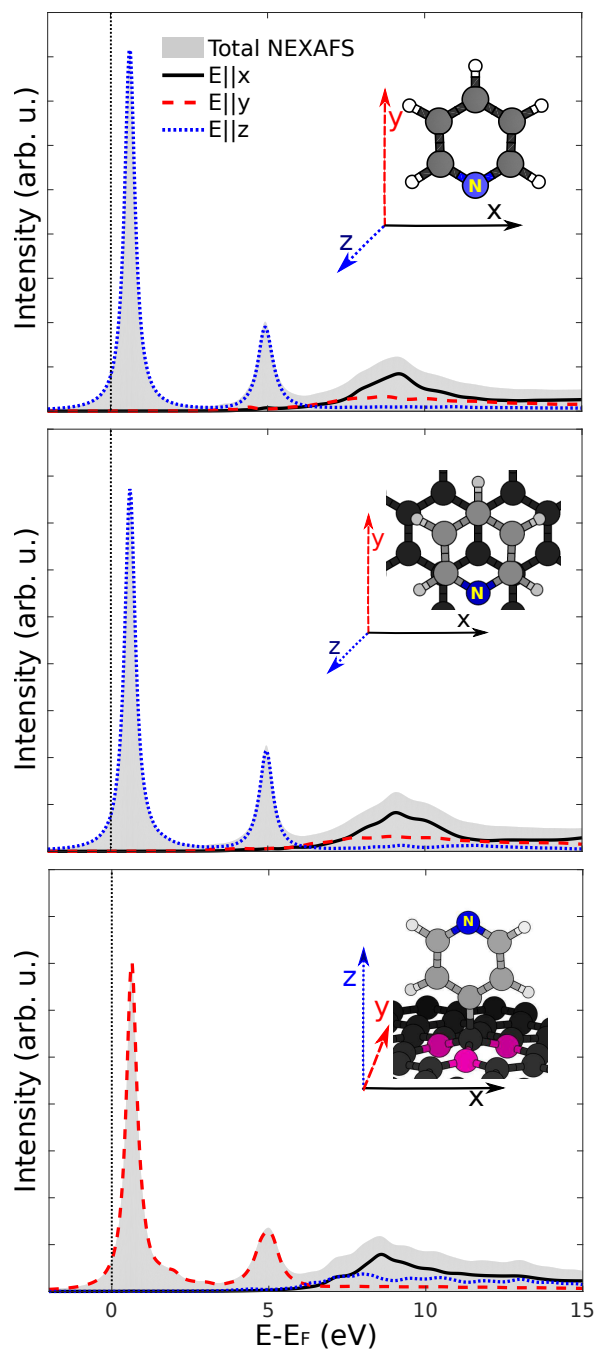 Total NEXAFS
E||x
E||y
E||z
Intensity (arb. u.)
y
x
z
N
Intensity (arb. u.)
y
x
z
N
Intensity (arb. u.)
z
y
x
N
0 5 10 15
E-EF (eV)